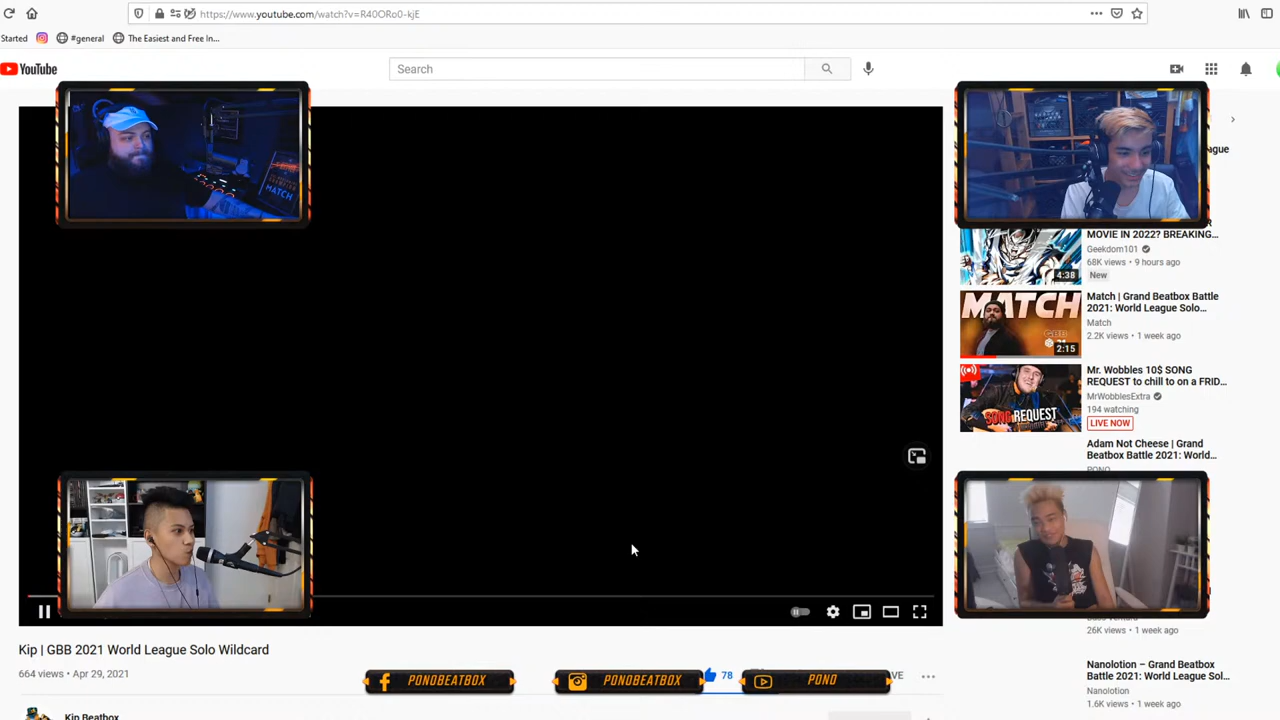 https://www.youtube.com/watch?v=R40ORo0-kjE
Started
#general
The Easiest and Free In...
YouTube
Search
MATCH
MOVIE IN 2022? BREAKING...
Geekdom101
68K views • 9 hours ago
New
4:38
Match | Grand Beatbox Battle
2021: World League Solo...
Match
2.2K views • 1 week ago
MATCH
2:15
Mr. Wobbles 10$ SONG
REQUEST to chill to on a FRID...
MrWobblesExtra
194 watching
LIVE NOW
SONG REQUEST
Adam Not Cheese | Grand
Beatbox Battle 2021: World...
26K views • 1 week ago
Nanolotion – Grand Beatbox
Battle 2021: World League Sol...
Nanolotion
1.6K views • 1 week ago
Kip | GBB 2021 World League Solo Wildcard
664 views • Apr 29, 2021
78
PONOBEATBOX
PONOBEATBOX
PONO
Kip Beatbox